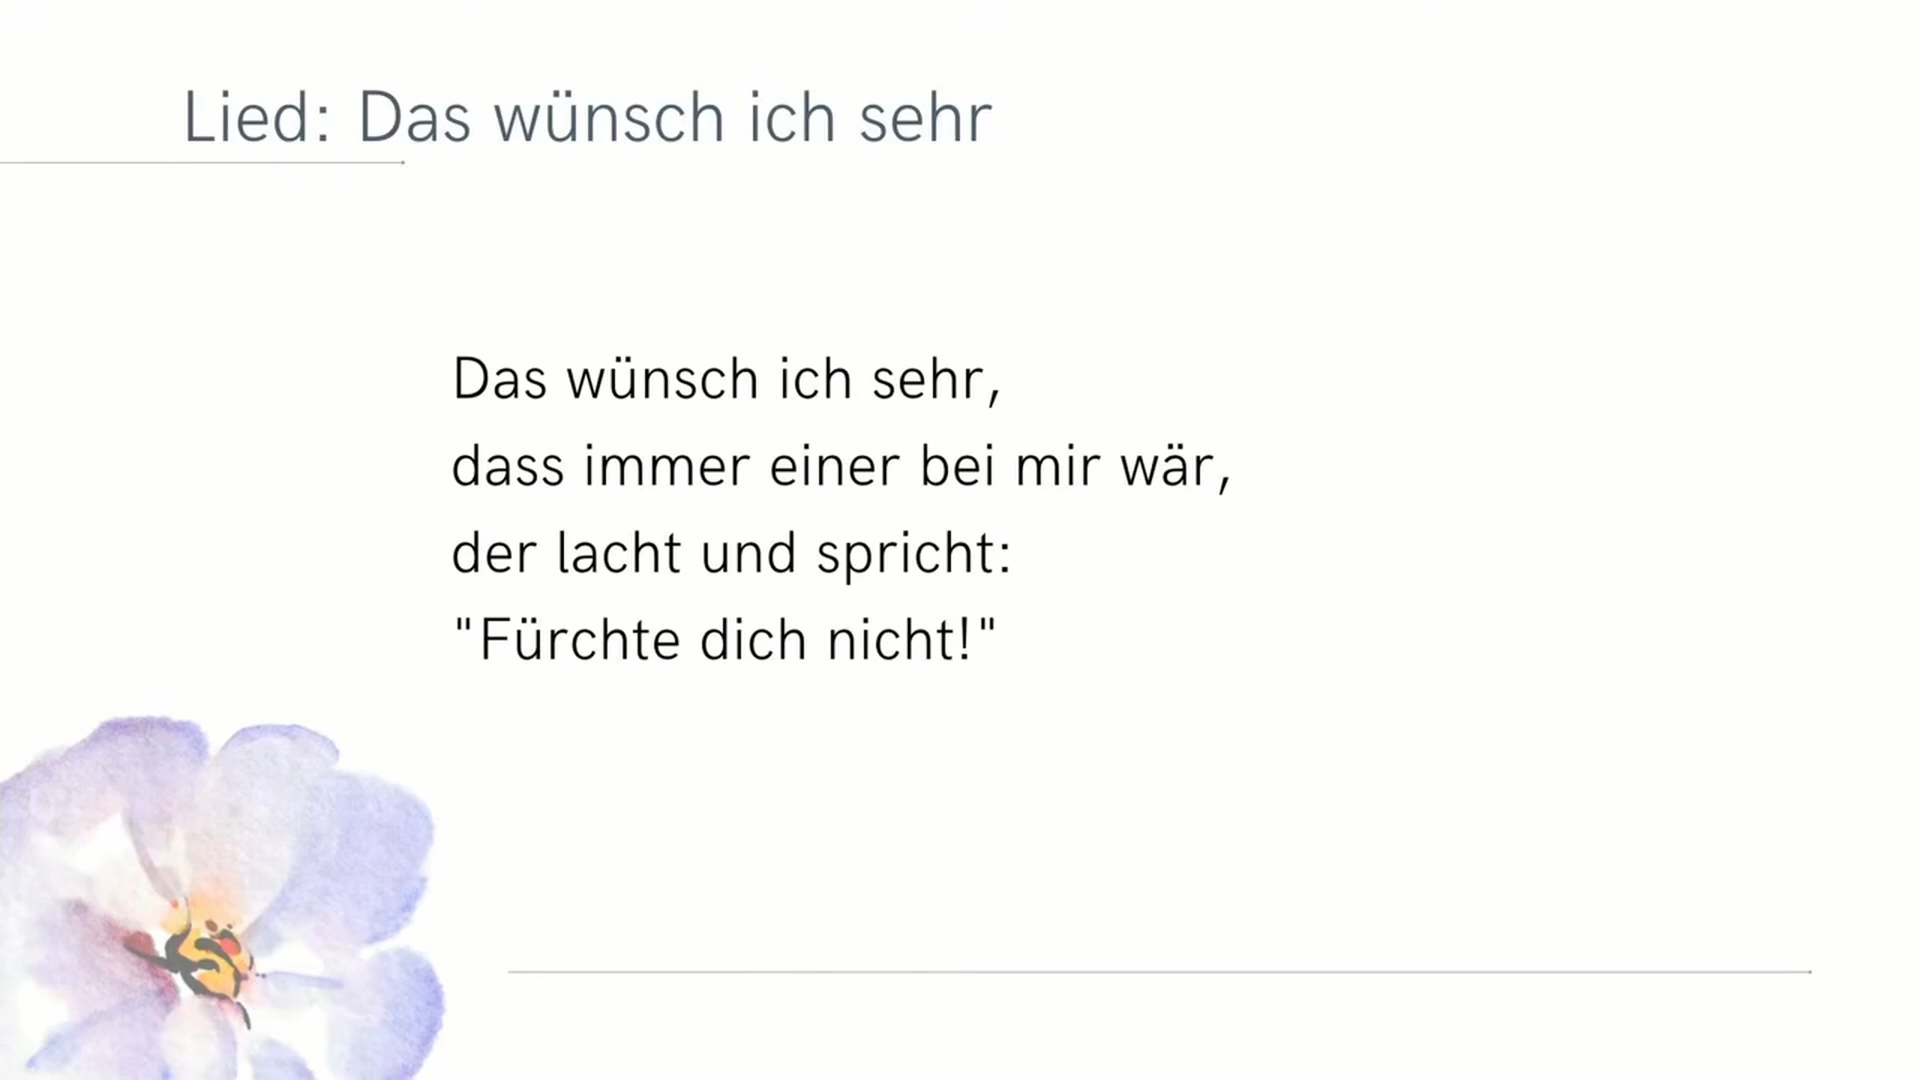 Lied: Das wünsch ich sehr
Das wünsch ich sehr,
dass immer einer bei mir wär,
der lacht und spricht:
"Fürchte dich nicht!"